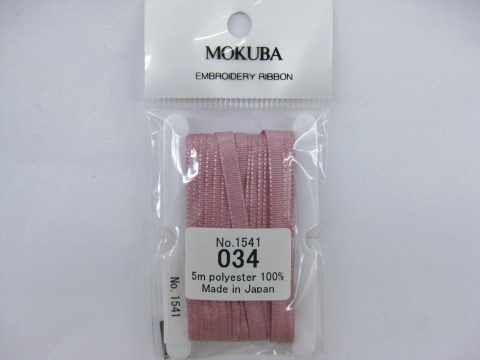 MOKUBA
EMBROIDERY RIBBON
No.1541
034
5m polyester 100%
Made in Japan
No. 1541